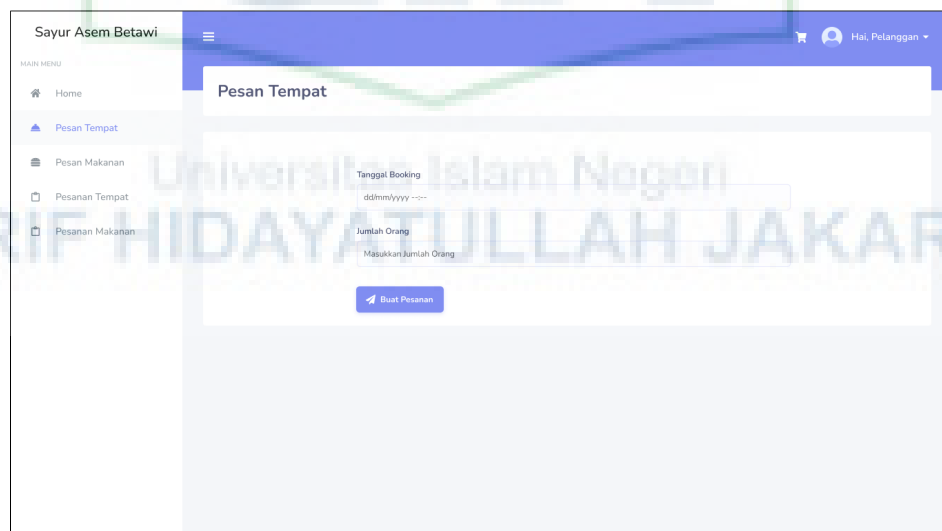 Sayur Asem Betawi
Hai, Pelanggan
MAIN MENU
Home
Pesan Tempat
Pesan Makanan
Pesanan Tempat
Pesanan Makanan
Pesan Tempat
Tanggal Booking
dd/mm/yyyy --:--
Jumlah Orang
Masukkan Jumlah Orang
Buat Pesanan
Universitas Islam Negeri
RIF HIDAYATULLAH JAKAR